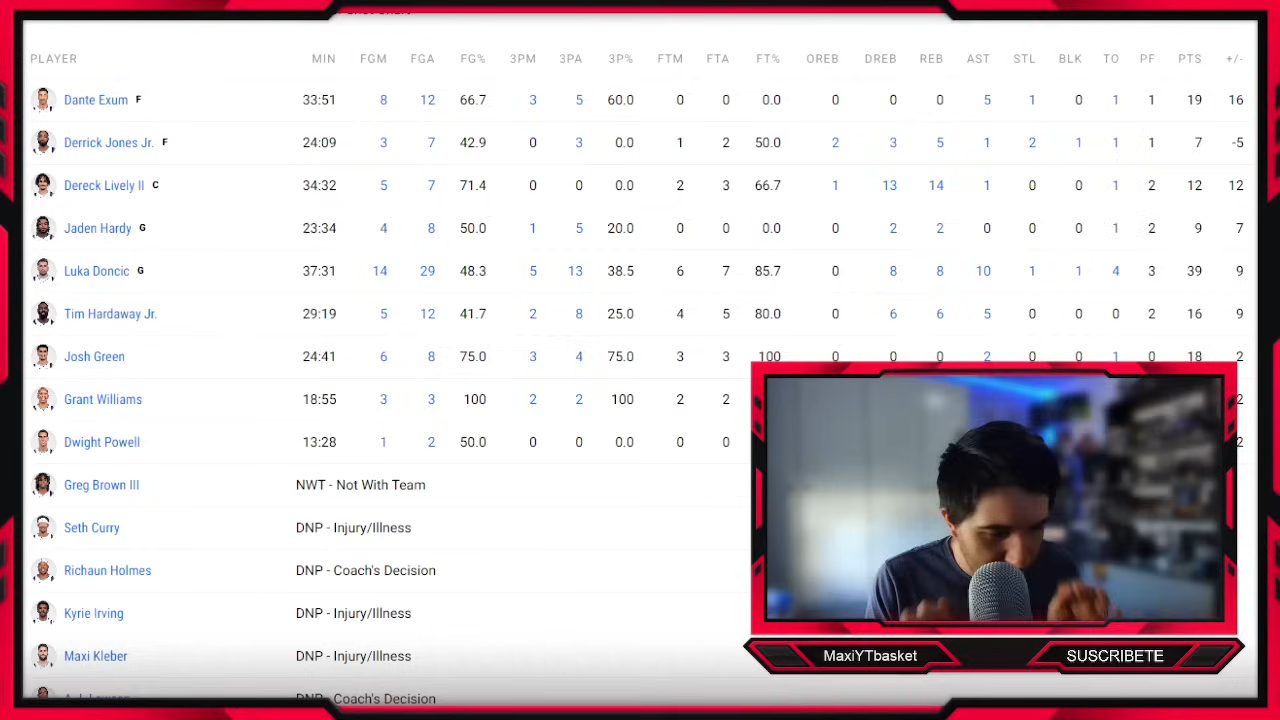 PLAYER MIN FGM FGA FG% 3PM 3PA 3P% FTM FTA FT% OREB DREB REB AST STL BLK TO PF PTS +/-
Dante Exum F 33:51 8 12 66.7 3 5 60.0 0 0 0.0 0 0 0 5 1 0 1 1 19 16
Derrick Jones Jr. F 24:09 3 7 42.9 0 3 0.0 1 2 50.0 2 3 5 1 2 1 1 1 7 -5
Dereck Lively II C 34:32 5 7 71.4 0 0 0.0 2 3 66.7 1 13 14 1 0 0 1 2 12 12
Jaden Hardy G 23:34 4 8 50.0 1 5 20.0 0 0 0.0 0 2 2 0 0 0 1 2 9 7
Luka Doncic G 37:31 14 29 48.3 5 13 38.5 6 7 85.7 0 8 8 10 1 1 4 3 39 9
Tim Hardaway Jr. 29:19 5 12 41.7 2 8 25.0 4 5 80.0 0 6 6 5 0 0 0 2 16 9
Josh Green 24:41 6 8 75.0 3 4 75.0 3 3 100 0 0 0 2 0 0 1 0 18 2
Grant Williams 18:55 3 3 100 2 2 100 2 2
Dwight Powell 13:28 1 2 50.0 0 0 0.0 0 0
Greg Brown III NWT - Not With Team
Seth Curry DNP - Injury/Illness
Richaun Holmes DNP - Coach's Decision
Kyrie Irving DNP - Injury/Illness
Maxi Kleber DNP - Injury/Illness
DNP - Coach's Decision
MaxiYTbasket
SUSCRIBETE